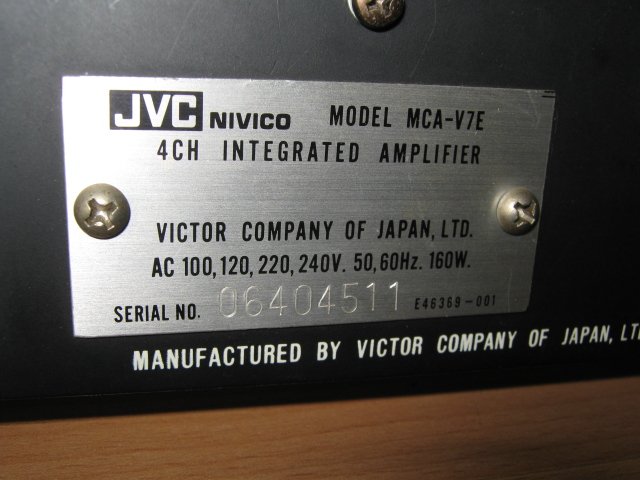 JVC NIVICO MODEL MCA-V7E
4CH INTEGRATED AMPLIFIER
VICTOR COMPANY OF JAPAN, LTD.
AC 100, 120, 220, 240V. 50, 60Hz. 160W.
SERIAL NO. 06404511 E46369-001
MANUFACTURED BY VICTOR COMPANY OF JAPAN, LT